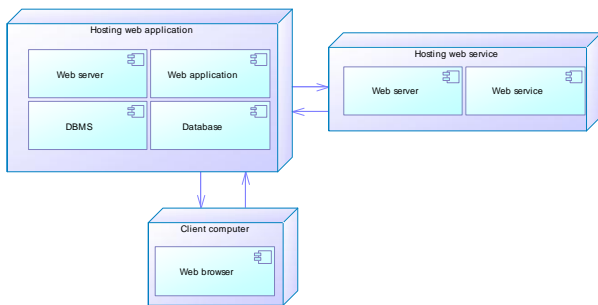 Hosting web application
Web server
Web application
DBMS
Database
Hosting web service
Web server
Web service
Client computer
Web browser